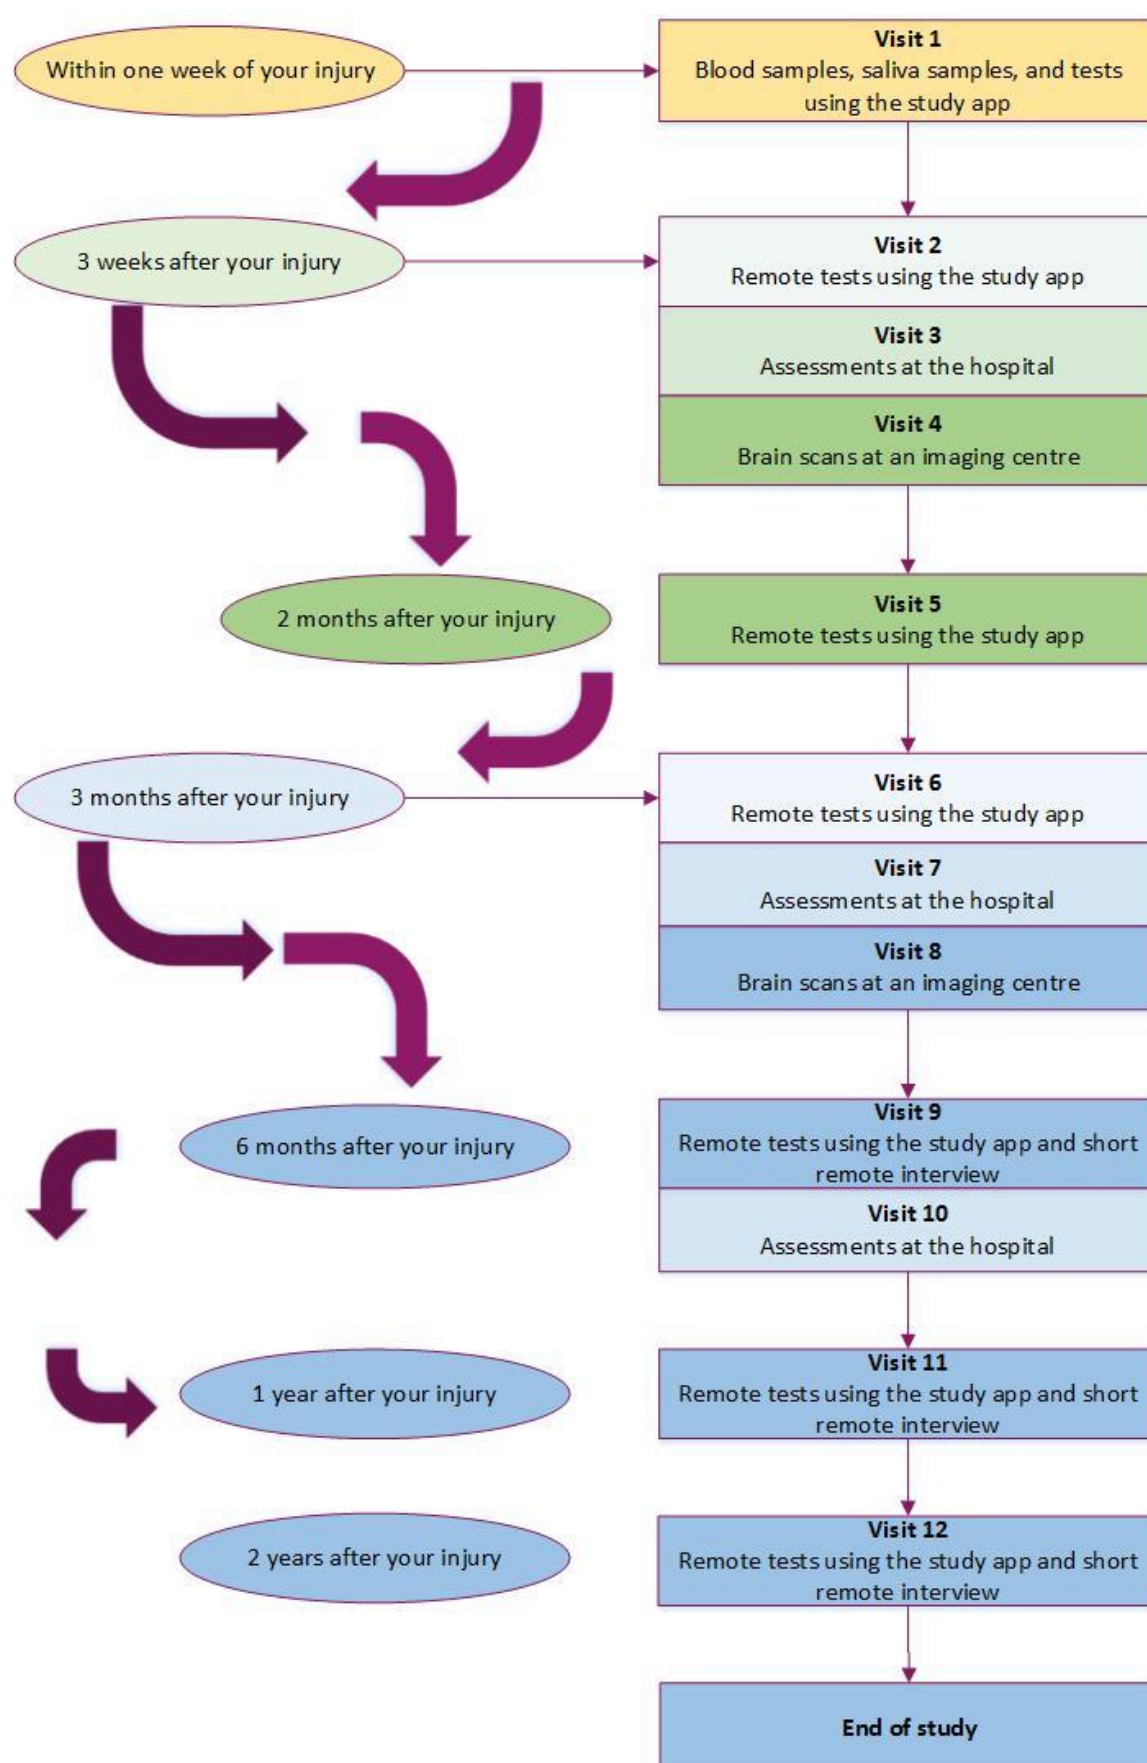 Within one week of your injury
Visit 1
Blood samples, saliva samples, and tests
using the study app
3 weeks after your injury
Visit 2
Remote tests using the study app
Visit 3
Assessments at the hospital
Visit 4
Brain scans at an imaging centre
2 months after your injury
Visit 5
Remote tests using the study app
3 months after your injury
Visit 6
Remote tests using the study app
Visit 7
Assessments at the hospital
Visit 8
Brain scans at an imaging centre
6 months after your injury
Visit 9
Remote tests using the study app and short
remote interview
Visit 10
Assessments at the hospital
1 year after your injury
Visit 11
Remote tests using the study app and short
remote interview
2 years after your injury
Visit 12
Remote tests using the study app and short
remote interview
End of study